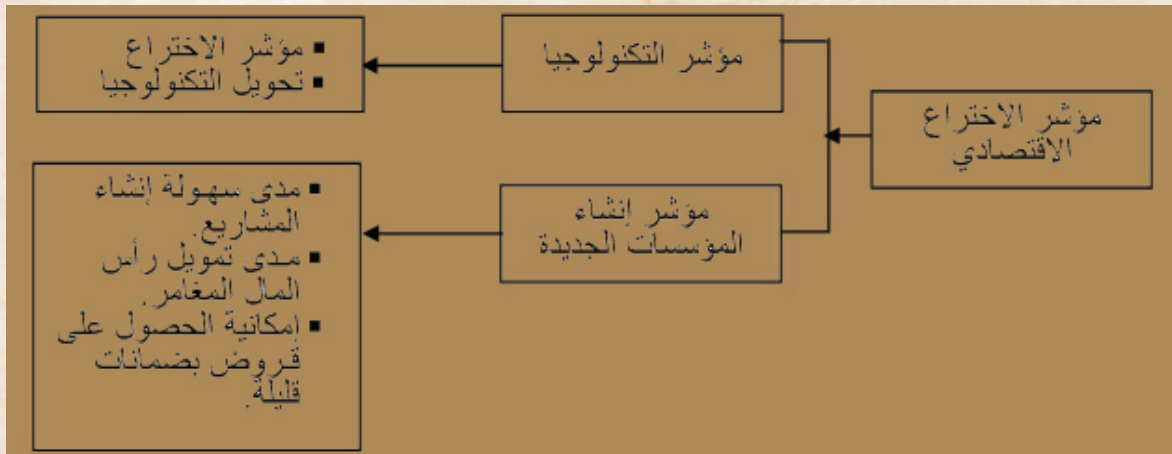 مؤشر الاختراع
الاقتصادي
مؤشر التكنولوجيا
▪ مؤشر الاختراع
▪ تحويل التكنولوجيا
مؤشر إنشاء
المؤسسات الجديدة
▪ مدى سهولة إنشاء
المشاريع.
▪ مدى تمويل رأس
المال المغامر.
▪ إمكانية الحصول على
قروض بضمانات
قليلة.